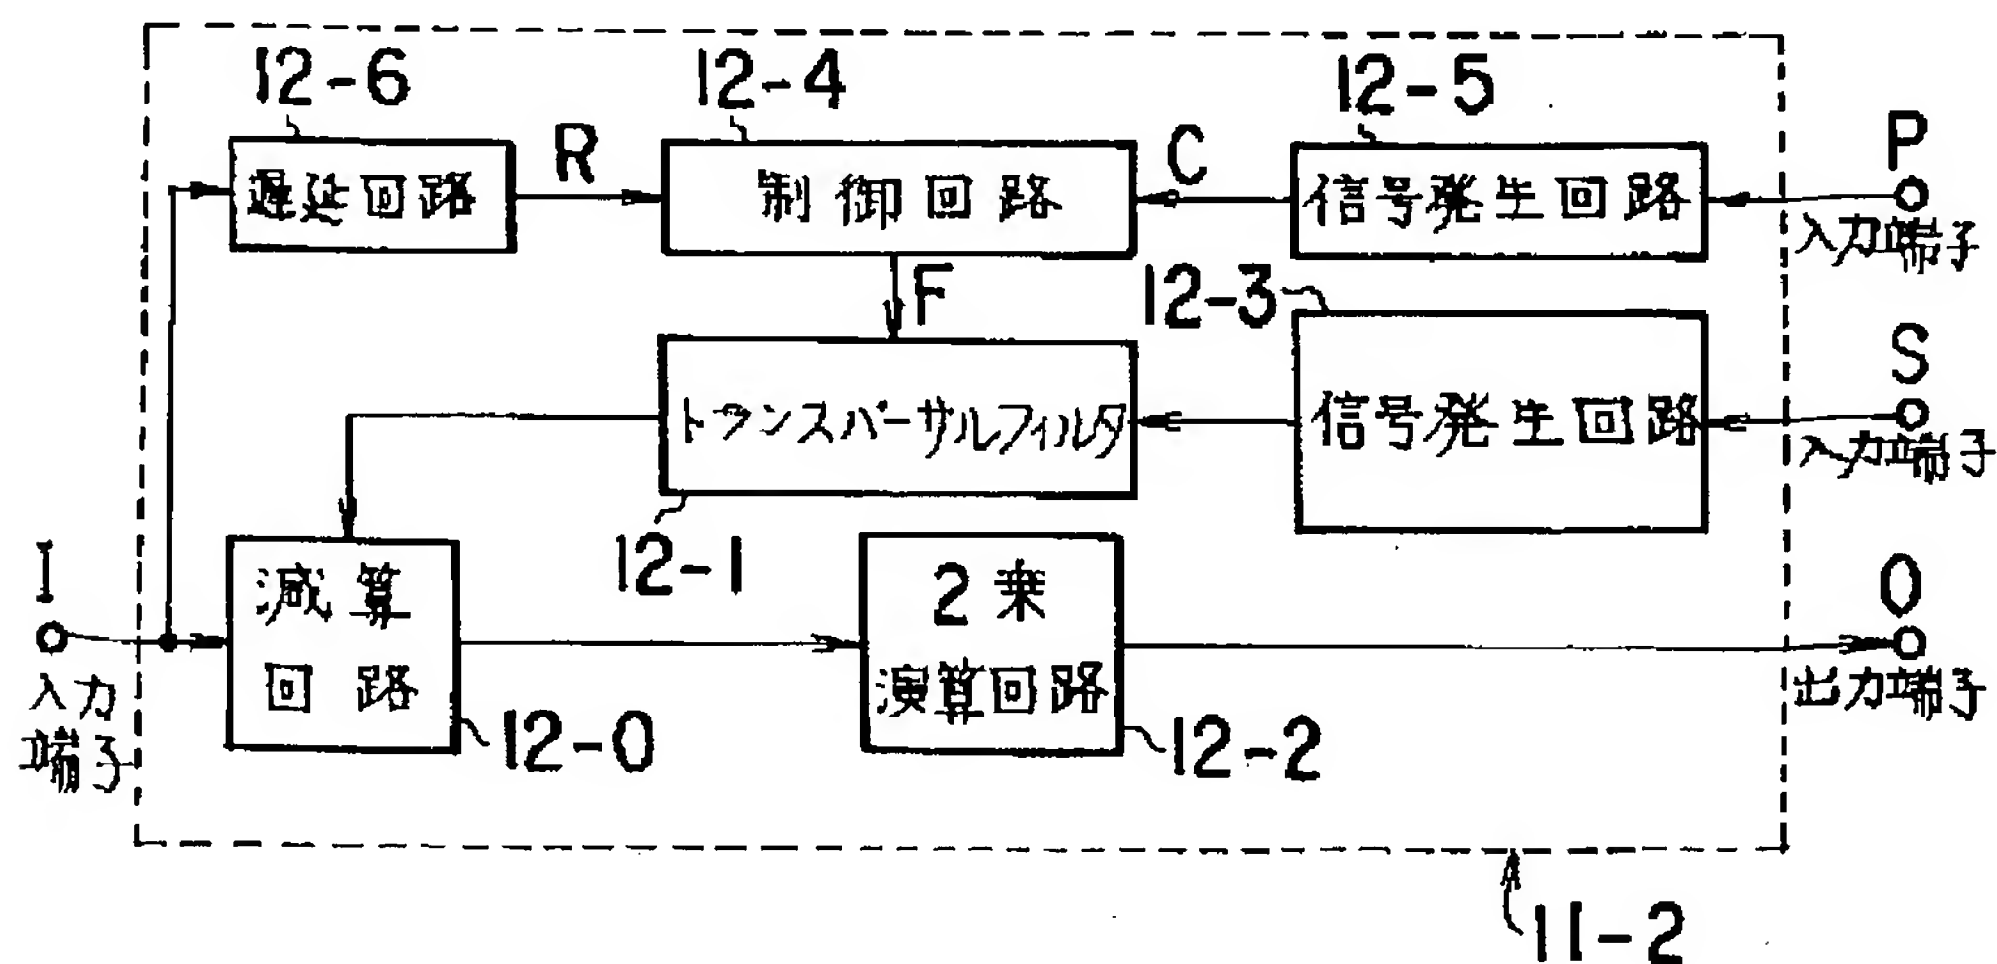 12-6
12-4
12-5
R
C
P
遅延回路
制御回路
信号発生回路
入力端子
F
12-3
S
トランスバーサルフィルタ
信号発生回路
入力端子
I
12-1
O
減算
回路
2乗
演算回路
入力
端子
出力端子
12-0
12-2
11-2